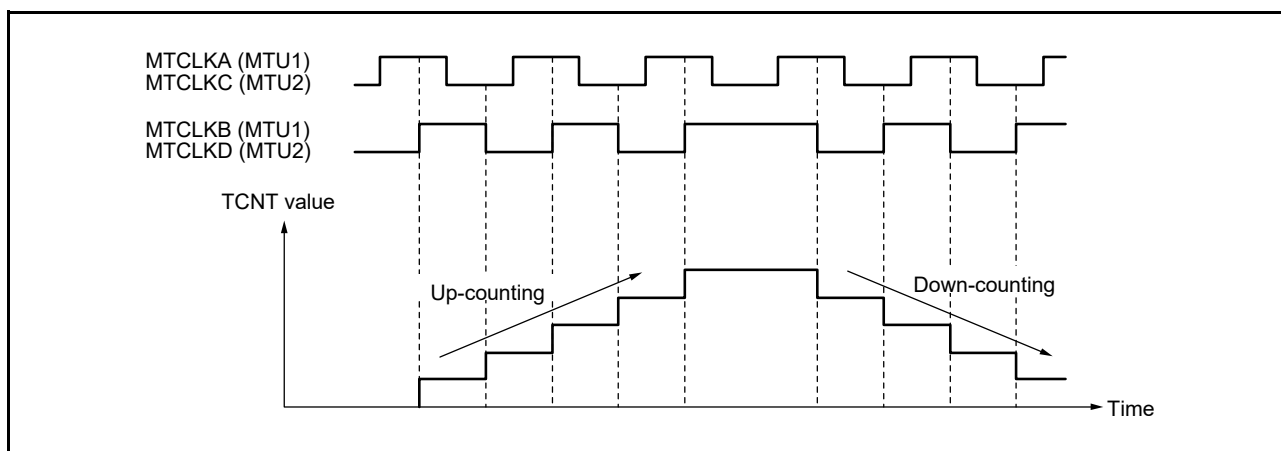 MTCLKA (MTU1)
MTCLKC (MTU2)
MTCLKB (MTU1)
MTCLKD (MTU2)
TCNT value
Up-counting
Down-counting
Time